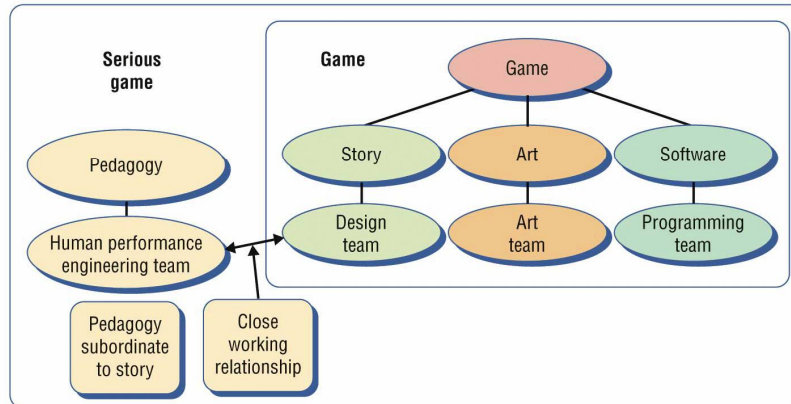 Serious
game
Game
Game
Pedagogy
Story
Art
Software
Human performance
engineering team
Design
team
Art
team
Programming
team
Pedagogy
subordinate
to story
Close
working
relationship